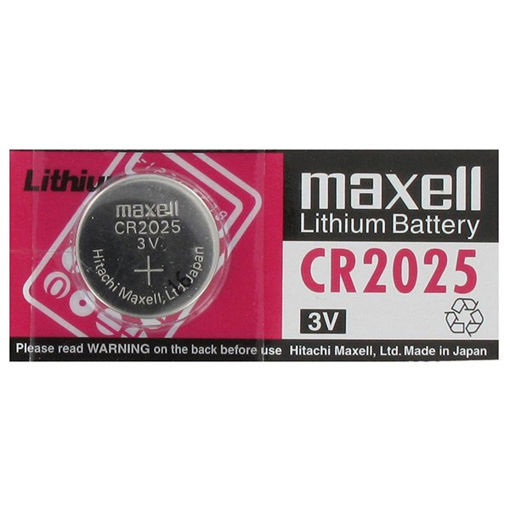 Lithiu
maxell
CR2025
3V
+
Hitachi Maxell, Ltd Japan
maxell
Lithium Battery
CR2025
3V
Please read WARNING on the back before use Hitachi Maxell, Ltd. Made in Japan